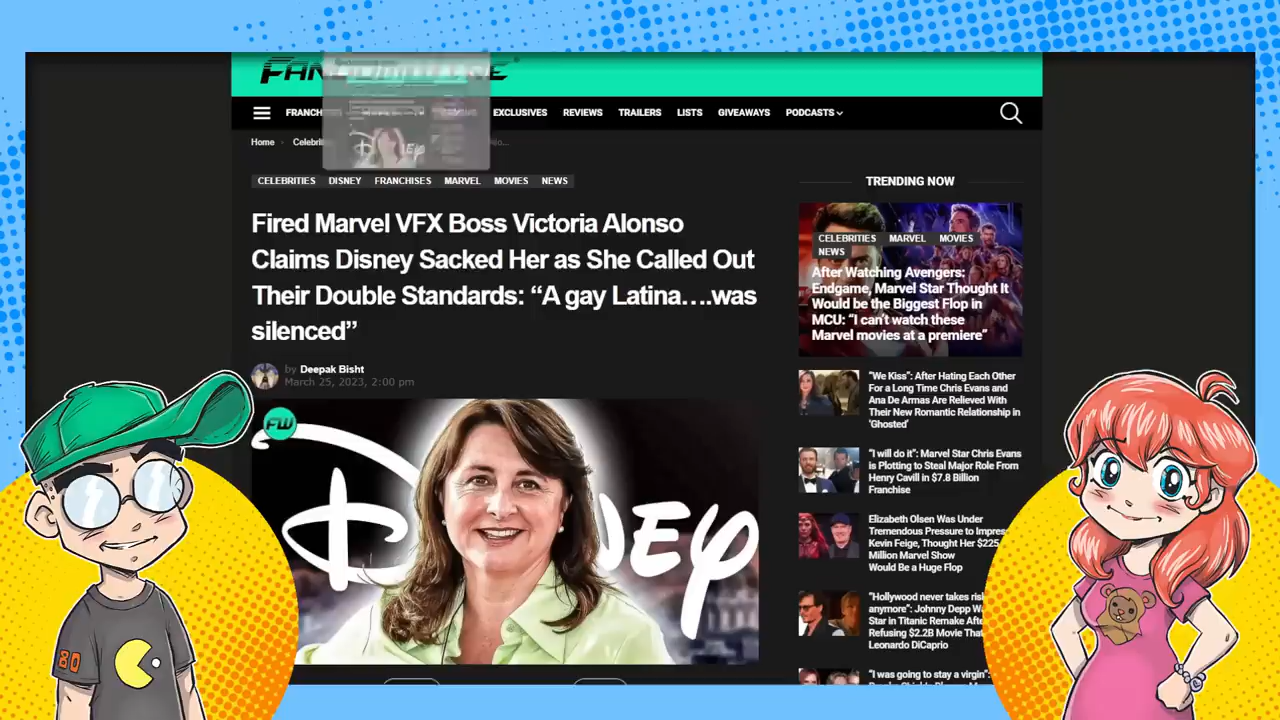 FRANCH
EXCLUSIVES
REVIEWS
TRAILERS
LISTS
GIVEAWAYS
PODCASTS
Home
CELEBRITIES
DISNEY
FRANCHISES
MARVEL
MOVIES
NEWS
Fired Marvel VFX Boss Victoria Alonso
Claims Disney Sacked Her as She Called Out
Their Double Standards: “A gay Latina….was
silenced”
by Deepak Bisht
March 25, 2023, 2:00 pm
FW
DISNEY
80
TRENDING NOW
CELEBRITIES
MARVEL
MOVIES
NEWS
After Watching Avengers:
Endgame, Marvel Star Thought It
Would be the Biggest Flop in
MCU: “I can’t watch these
Marvel movies at a premiere”
“We Kiss”: After Hating Each Other
For a Long Time Chris Evans and
Ana De Armas Are Relieved With
Their New Romantic Relationship in
‘Ghosted’
“I will do it”: Marvel Star Chris Evans
is Plotting to Steal Major Role From
Henry Cavill in $7.8 Billion
Franchise
Elizabeth Olsen Was Under
Tremendous Pressure to Impres
Kevin Feige, Thought Her $225
Million Marvel Show
Would Be a Huge Flop
“Hollywood never takes ris
anymore”: Johnny Depp Wa
Star in Titanic Remake Afte
Refusing $2.2B Movie That
Leonardo DiCaprio
“I was going to stay a virgin”: